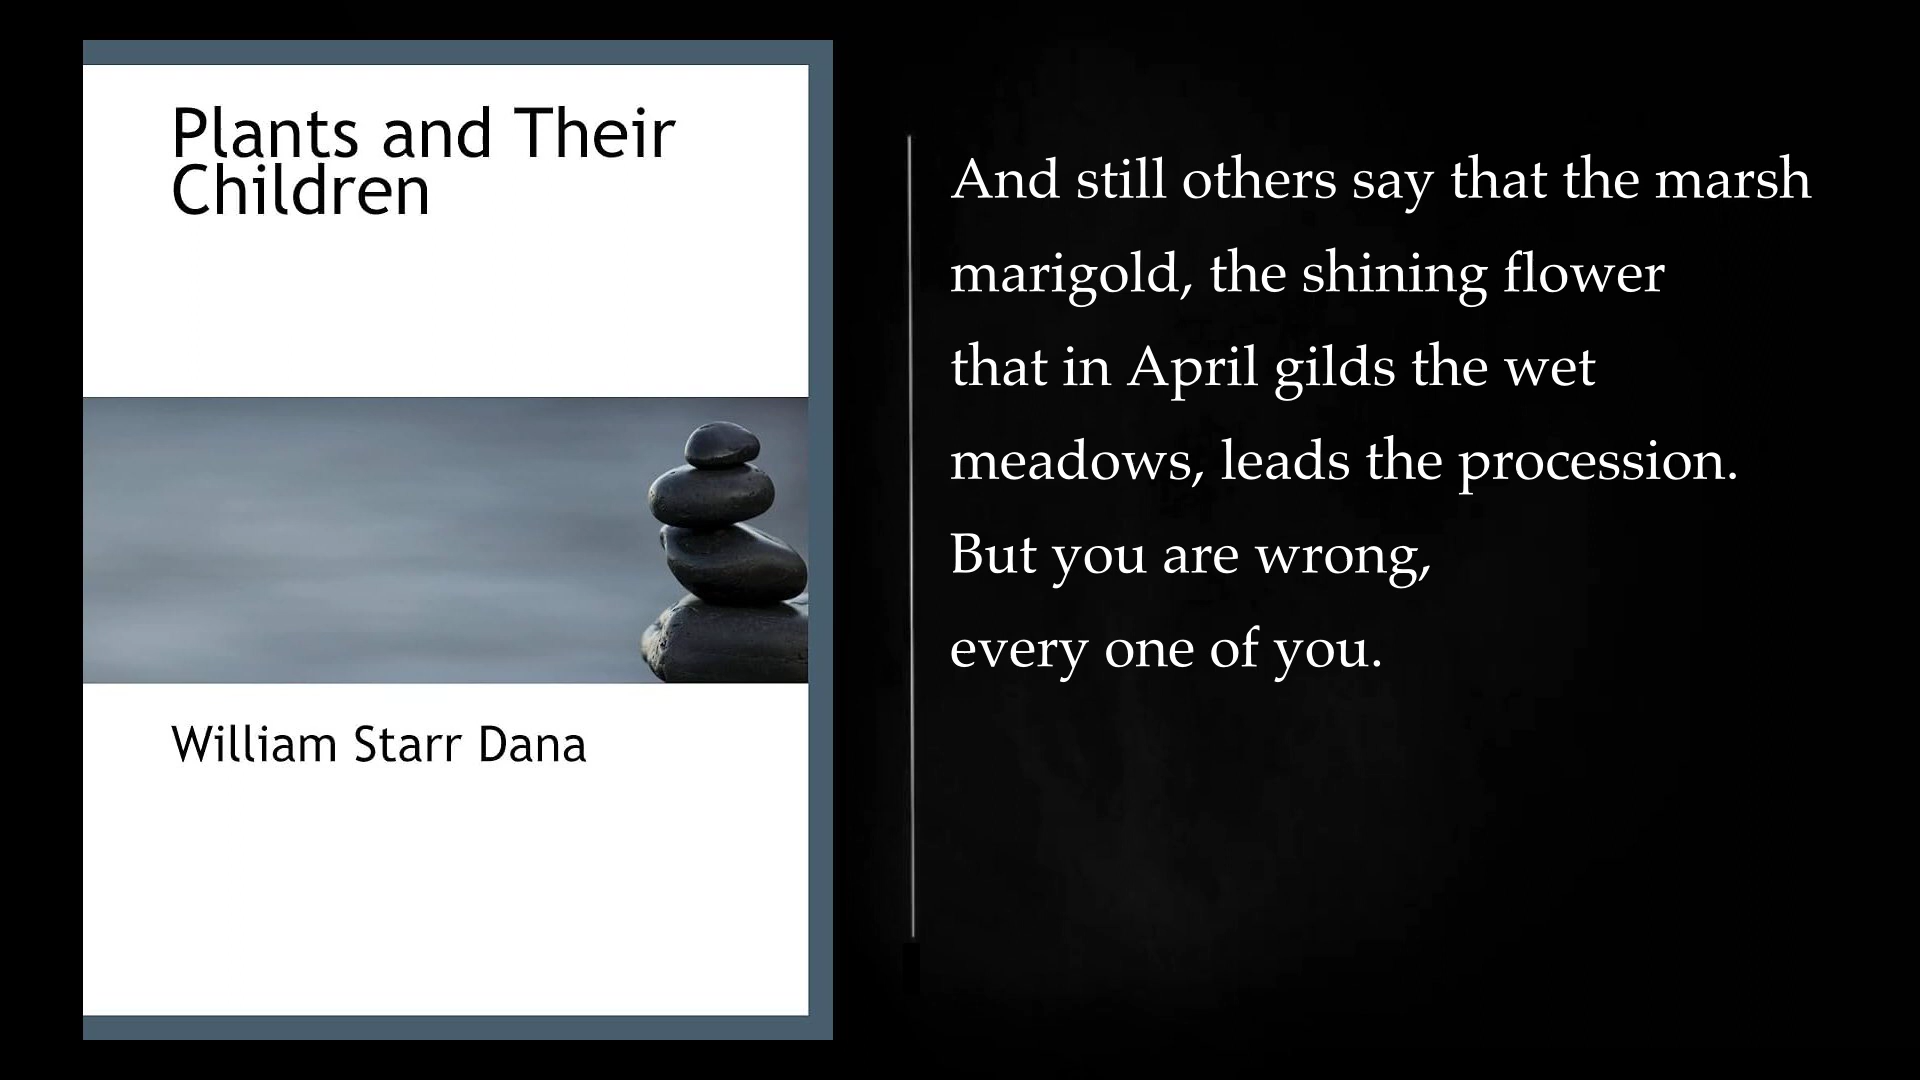 Plants and Their
Children
William Starr Dana
And still others say that the marsh
marigold, the shining flower
that in April gilds the wet
meadows, leads the procession.
But you are wrong,
every one of you.